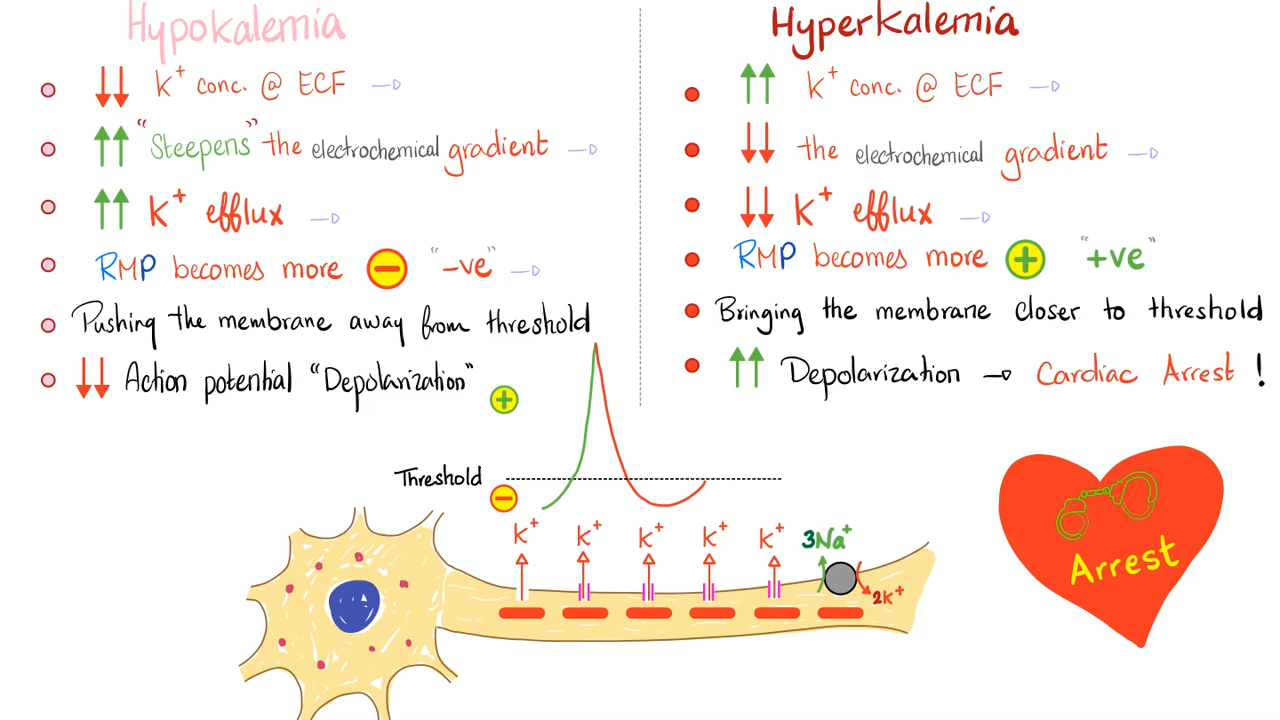 Hypokalemia
↓↓ K⁺ conc. @ ECF →
↑↑ "Steepens" the electrochemical gradient →
↑↑ K⁺ efflux →
RMP becomes more ⊖ "-ve" →
Pushing the membrane away from threshold
↓↓ Action potential "Depolarization"
Hyperkalemia
↑↑ K⁺ conc. @ ECF →
↓↓ the electrochemical gradient →
↓↓ K⁺ efflux →
RMP becomes more ⊕ "+ve"
Bringing the membrane closer to threshold
↑↑ Depolarization → Cardiac Arrest !
+
Threshold
−
K⁺ K⁺ K⁺ K⁺ K⁺ 3Na⁺
2K⁺
Arrest